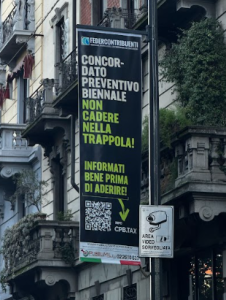 FEDERCONTRIBUENTI
CONCOR-
DATO
PREVENTIVO
BIENNALE
NON
CADERE
NELLA
TRAPPOLA!
INFORMATI
BENE PRIMA
DI ADERIRE!
CPB.TAX
AREA
VIDEO
SORVEGLIATA